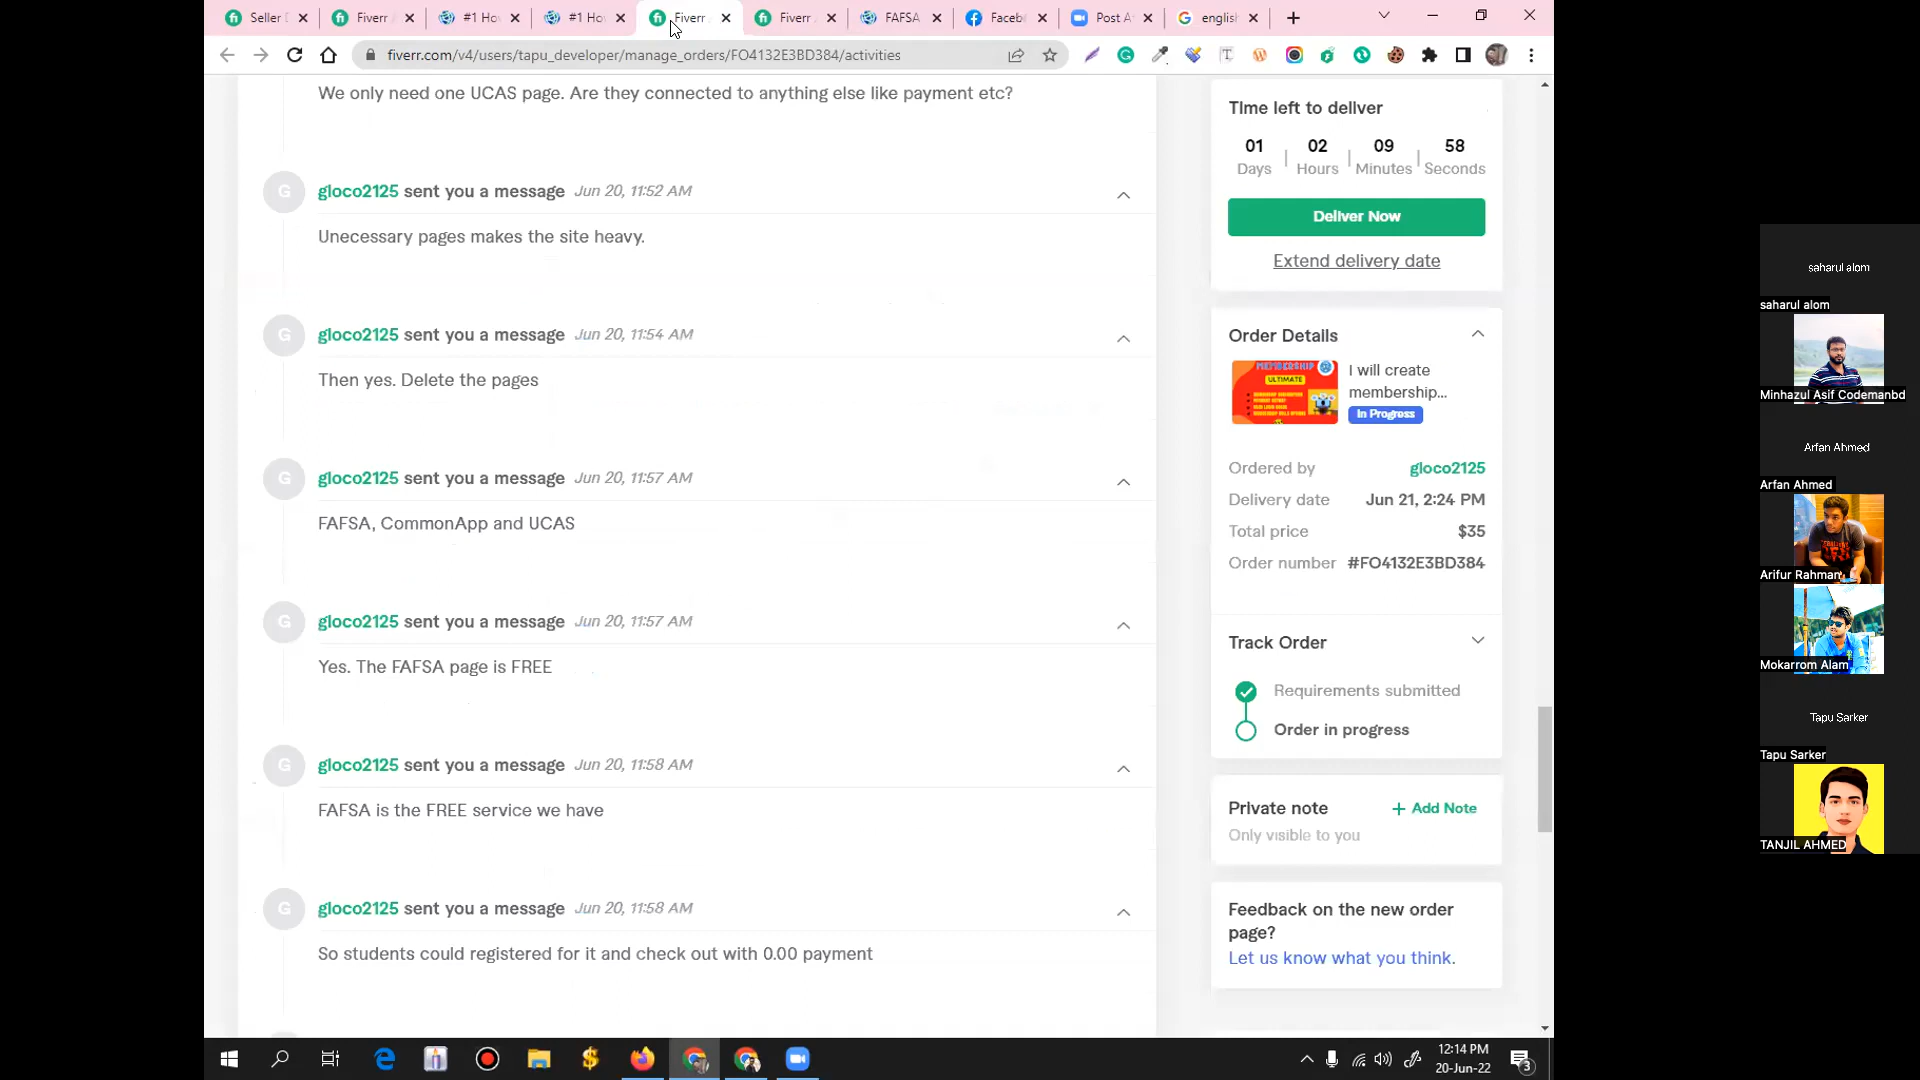 Seller
Fiverr
#1 Ho
#1 Ho
Fiverr
Fiverr
FAFSA
Faceb
Post A
english
fiverr.com/v4/users/tapu_developer/manage_orders/FO4132E3BD384/activities
We only need one UCAS page. Are they connected to anything else like payment etc?
G gloco2125 sent you a message Jun 20, 11:52 AM
Unecessary pages makes the site heavy.
G gloco2125 sent you a message Jun 20, 11:54 AM
Then yes. Delete the pages
G gloco2125 sent you a message Jun 20, 11:57 AM
FAFSA, CommonApp and UCAS
G gloco2125 sent you a message Jun 20, 11:57 AM
Yes. The FAFSA page is FREE
G gloco2125 sent you a message Jun 20, 11:58 AM
FAFSA is the FREE service we have
G gloco2125 sent you a message Jun 20, 11:58 AM
So students could registered for it and check out with 0.00 payment
Time left to deliver
01 02 09 58
Days Hours Minutes Seconds
Deliver Now
Extend delivery date
Order Details
MEMBERSHIP
ULTIMATE
I will create
membership...
In Progress
Ordered by gloco2125
Delivery date Jun 21, 2:24 PM
Total price $35
Order number #FO4132E3BD384
Track Order
Requirements submitted
Order in progress
Private note + Add Note
Only visible to you
Feedback on the new order
page?
Let us know what you think.
saharul alom
saharul alom
Minhazul Asif Codemanbd
Arfan Ahmed
Arfan Ahmed
Arifur Rahman
Mokarrom Alam
Tapu Sarker
Tapu Sarker
TANJIL AHMED
12:14 PM
20-Jun-22
3